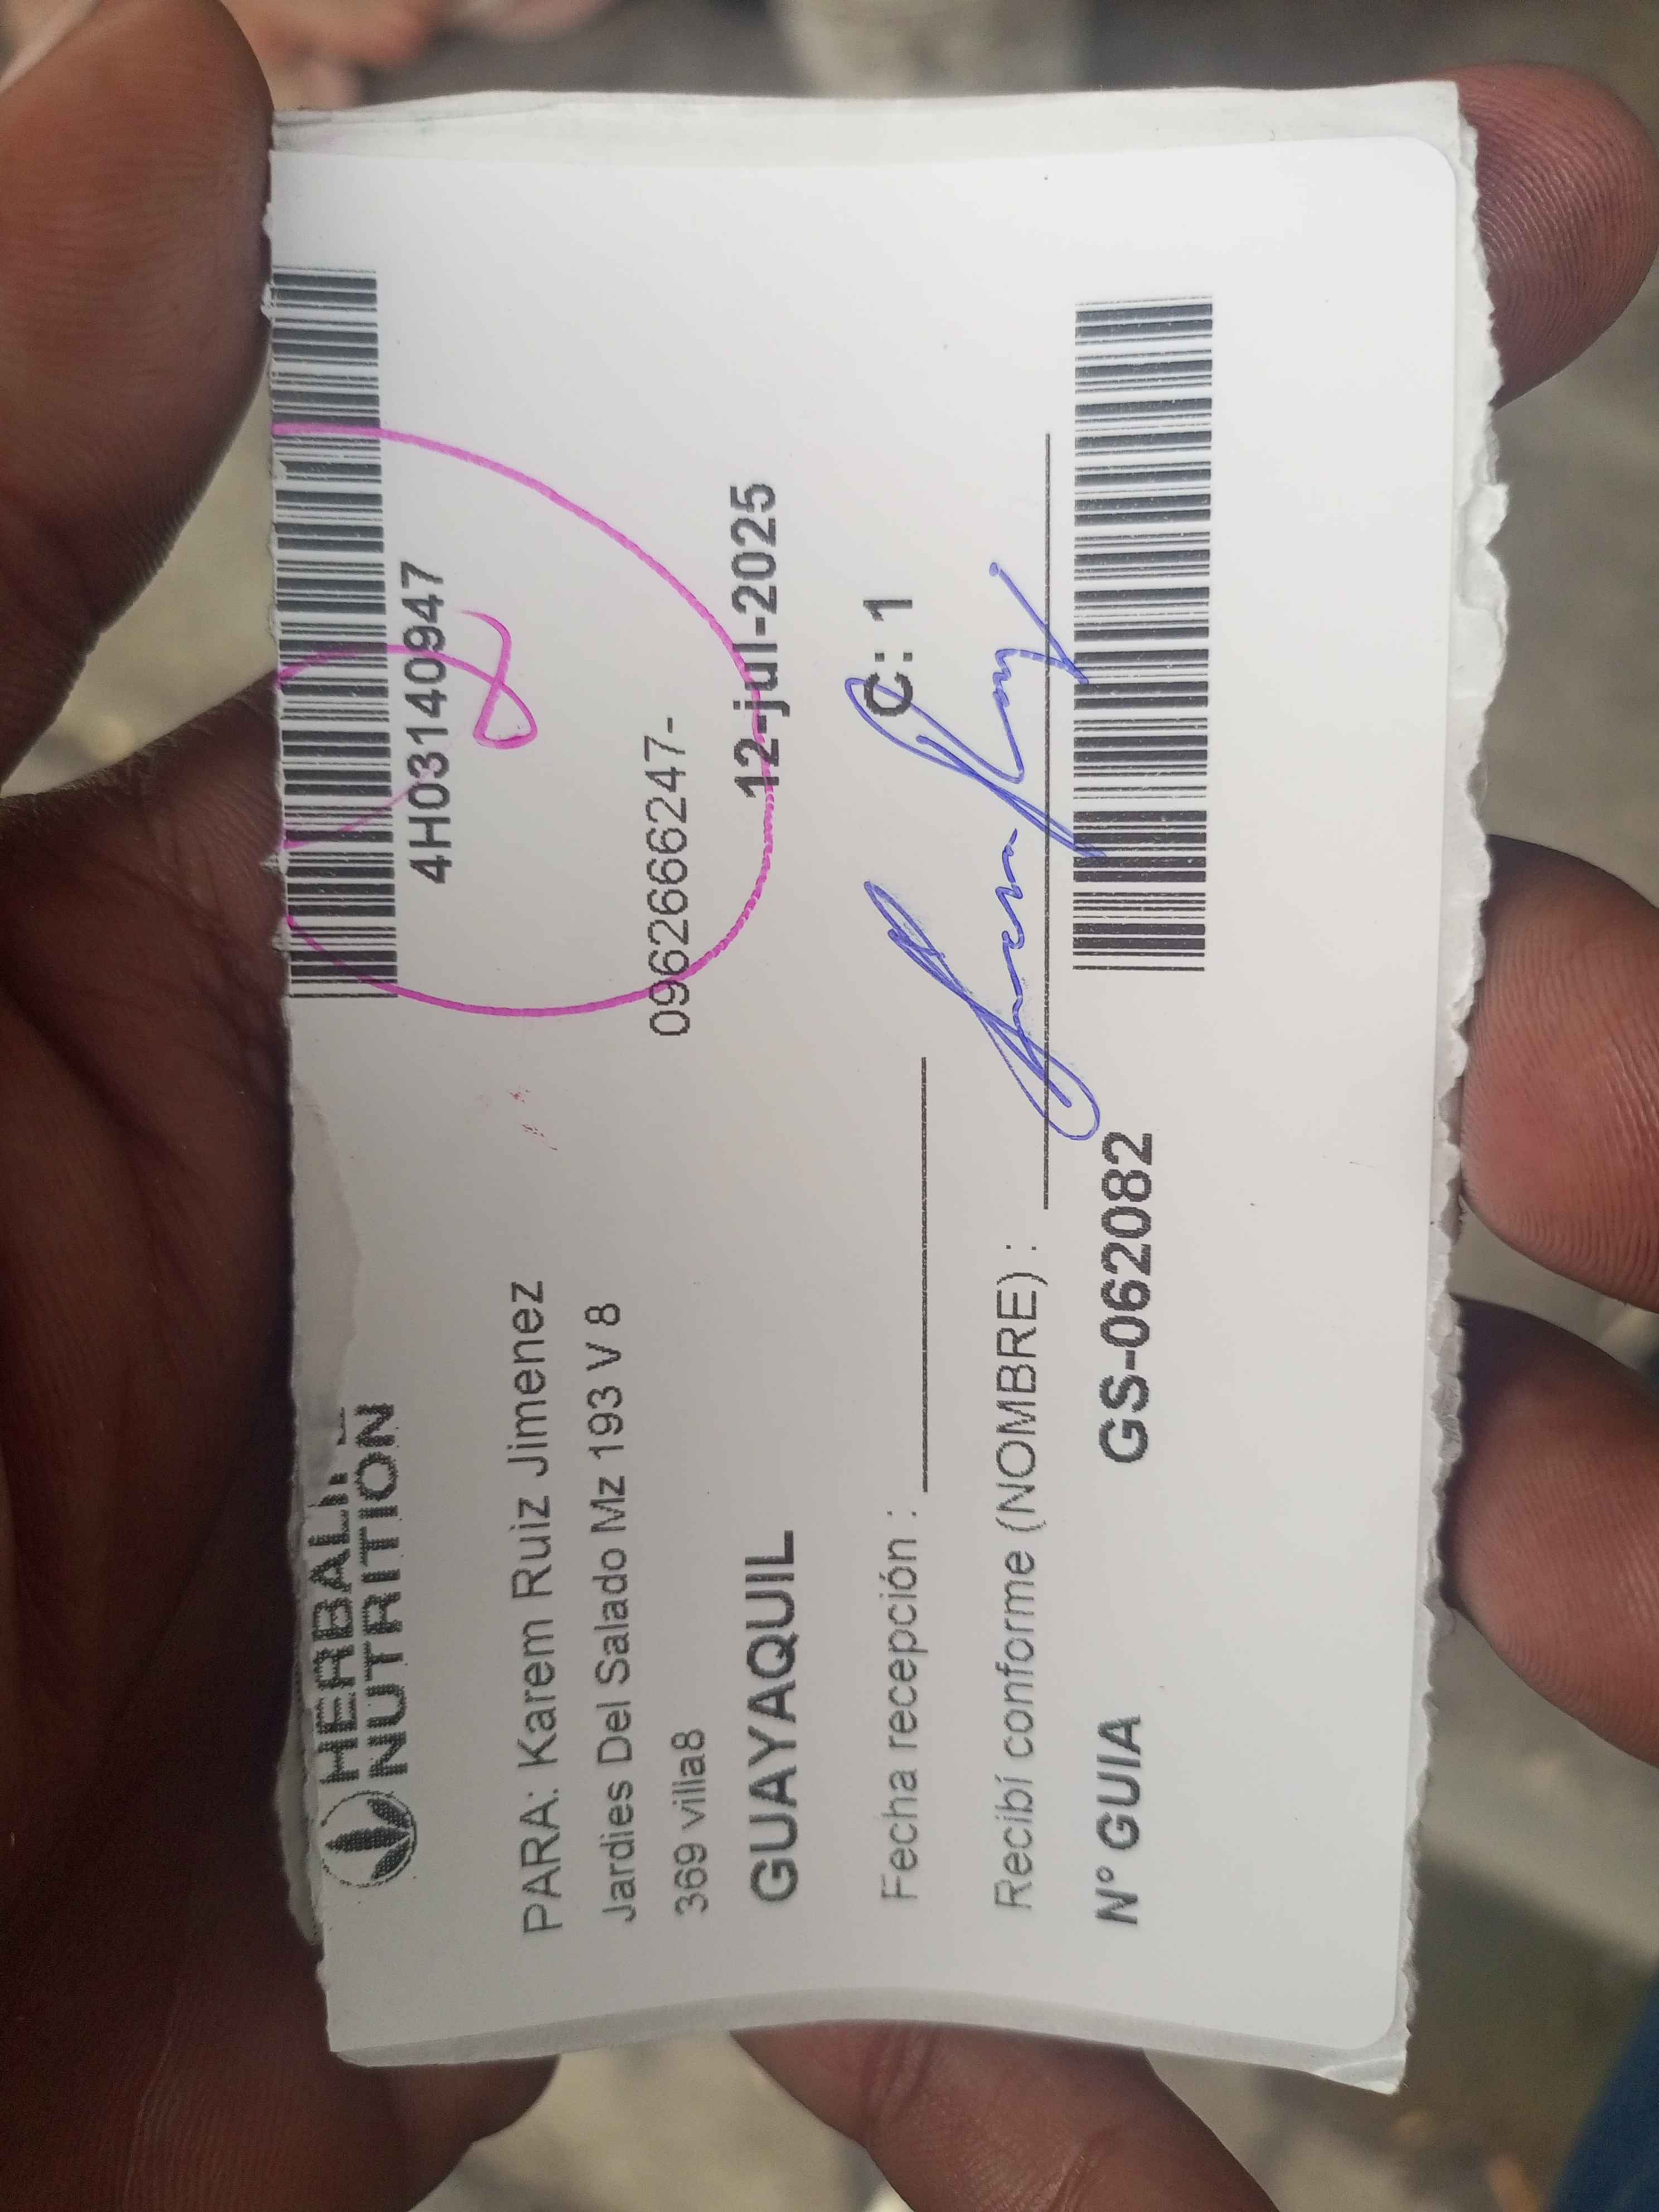 HERBALIFE
NUTRITION
4H03140947
PARA: Karem Ruiz Jimenez
Jardies Del Salado Mz 193 V 8
369 villa8
0962666247-
GUAYAQUIL
12-jul-2025
Fecha recepción :
C: 1
Recibí conforme (NOMBRE) :
N° GUIA
GS-062082